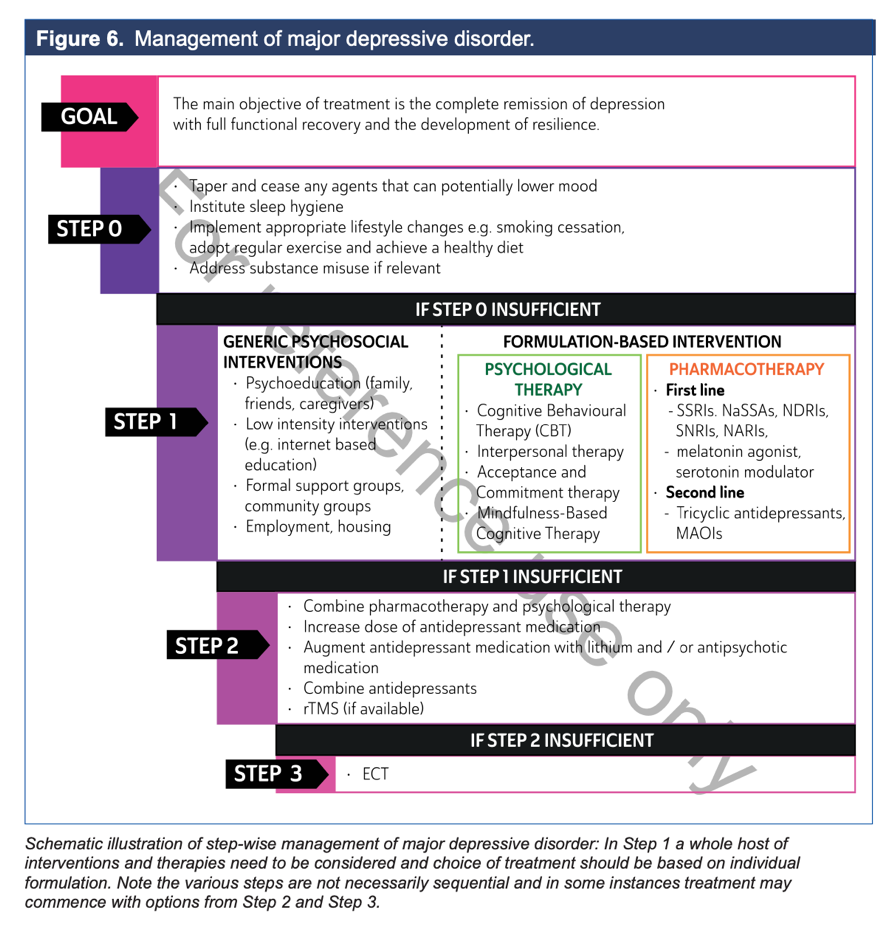 Figure 6. Management of major depressive disorder.
GOAL
The main objective of treatment is the complete remission of depression
with full functional recovery and the development of resilience.
STEP 0
· Taper and cease any agents that can potentially lower mood
· Institute sleep hygiene
· Implement appropriate lifestyle changes e.g. smoking cessation,
adopt regular exercise and achieve a healthy diet
· Address substance misuse if relevant
IF STEP 0 INSUFFICIENT
STEP 1
GENERIC PSYCHOSOCIAL
INTERVENTIONS
· Psychoeducation (family,
friends, caregivers)
· Low intensity interventions
(e.g. internet based
education)
· Formal support groups,
community groups
· Employment, housing
FORMULATION-BASED INTERVENTION
PSYCHOLOGICAL
THERAPY
· Cognitive Behavioural
Therapy (CBT)
· Interpersonal therapy
· Acceptance and
Commitment therapy
· Mindfulness-Based
Cognitive Therapy
PHARMACOTHERAPY
· First line
- SSRIs. NaSSAs, NDRIs,
SNRIs, NARIs,
- melatonin agonist,
serotonin modulator
· Second line
- Tricyclic antidepressants,
MAOIs
IF STEP 1 INSUFFICIENT
STEP 2
· Combine pharmacotherapy and psychological therapy
· Increase dose of antidepressant medication
· Augment antidepressant medication with lithium and / or antipsychotic
medication
· Combine antidepressants
· rTMS (if available)
IF STEP 2 INSUFFICIENT
STEP 3
· ECT
For reference use only
Schematic illustration of step-wise management of major depressive disorder: In Step 1 a whole host of
interventions and therapies need to be considered and choice of treatment should be based on individual
formulation. Note the various steps are not necessarily sequential and in some instances treatment may
commence with options from Step 2 and Step 3.